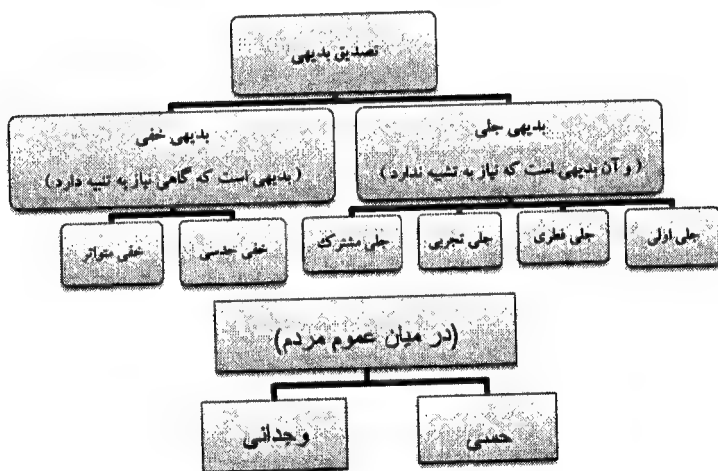 تصدیق بدیهی
بدیهی جلی
( و آن بدیهی است که نیاز به تنبیه ندارد )
بدیهی خفی
( بدیهی است که گاهی نیاز به تنبیه دارد )
جلی اولی
جلی فطری
جلی تجربی
جلی مشترک
خفی حدسی
خفی متواتر
(در میان عموم مردم)
حسی
وجدانی